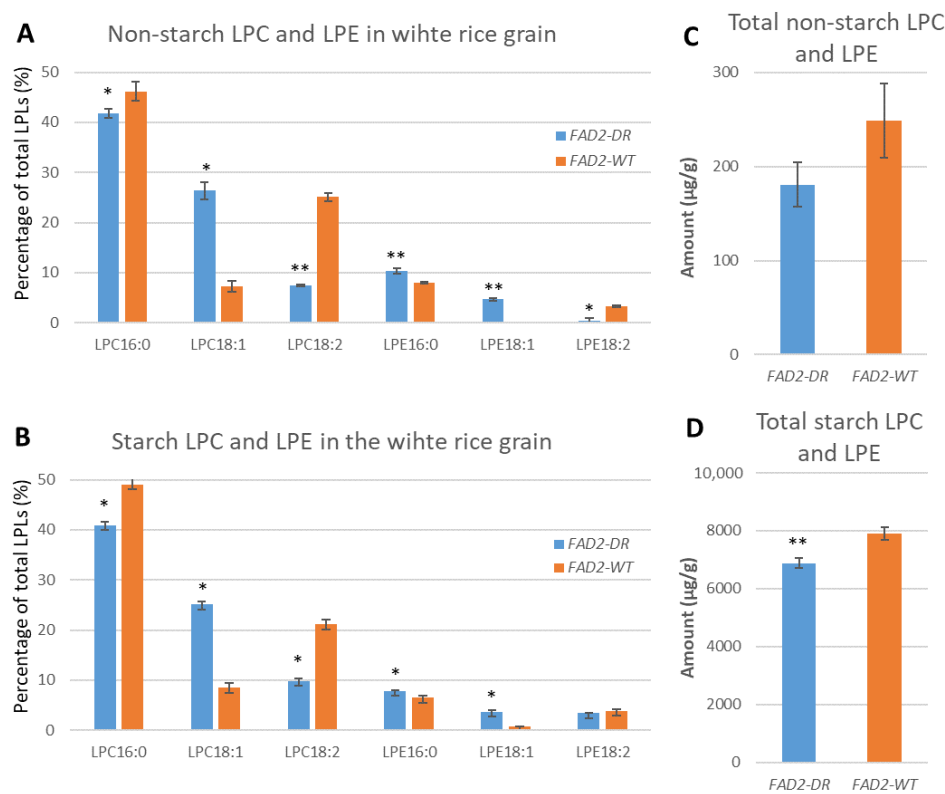 A
Non-starch LPC and LPE in wihte rice grain
Percentage of total LPLs (%)
50
40
30
20
10
0
*
*
**
**
**
*
FAD2-DR
FAD2-WT
LPC16:0 LPC18:1 LPC18:2 LPE16:0 LPE18:1 LPE18:2
C
Total non-starch LPC
and LPE
Amount (µg/g)
300
200
100
0
FAD2-DR FAD2-WT
B
Starch LPC and LPE in the wihte rice grain
Percentage of total LPLs (%)
50
40
30
20
10
0
*
*
*
*
*
FAD2-DR
FAD2-WT
LPC16:0 LPC18:1 LPC18:2 LPE16:0 LPE18:1 LPE18:2
D
Total starch LPC
and LPE
Amount (µg/g)
10,000
8000
6000
4000
2000
0
**
FAD2-DR FAD2-WT